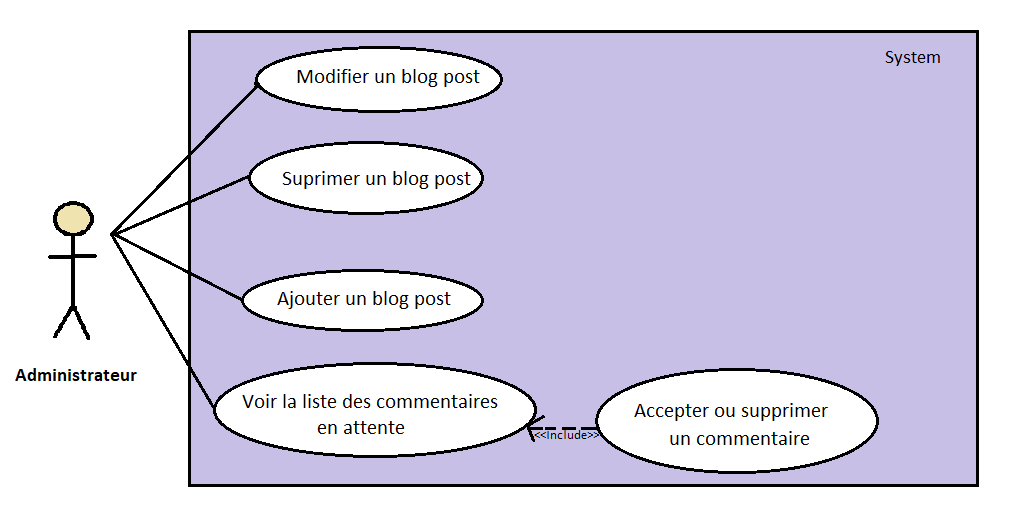 System
Modifier un blog post
Suprimer un blog post
Ajouter un blog post
Administrateur
Voir la liste des commentaires
en attente
<<Include>>
Accepter ou supprimer
un commentaire